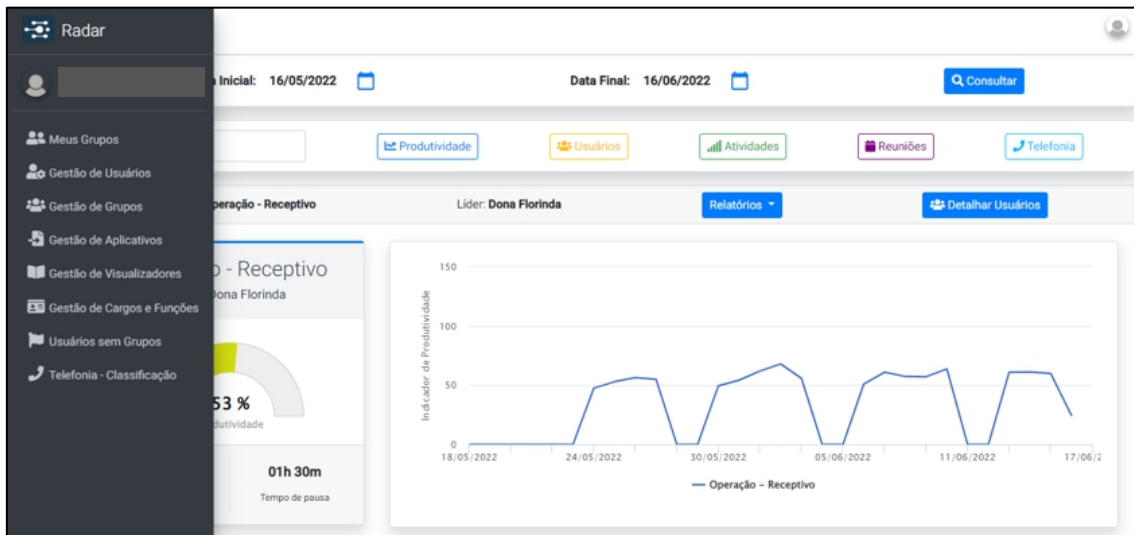 Radar
Inicial: 16/05/2022
Data Final: 16/06/2022
Consultar
Meus Grupos
Gestão de Usuários
Gestão de Grupos
Gestão de Aplicativos
Gestão de Visualizadores
Gestão de Cargos e Funções
Usuários sem Grupos
Telefonia - Classificação
Produtividade
Usuários
Atividades
Reuniões
Telefonia
peração - Receptivo
Líder: Dona Florinda
Relatórios
Detalhar Usuários
o - Receptivo
Dona Florinda
53 %
dutividade
01h 30m
Tempo de pausa
Indicador de Produtividade
150
100
50
0
18/05/2022 24/05/2022 30/05/2022 05/06/2022 11/06/2022 17/06/2
Operação – Receptivo